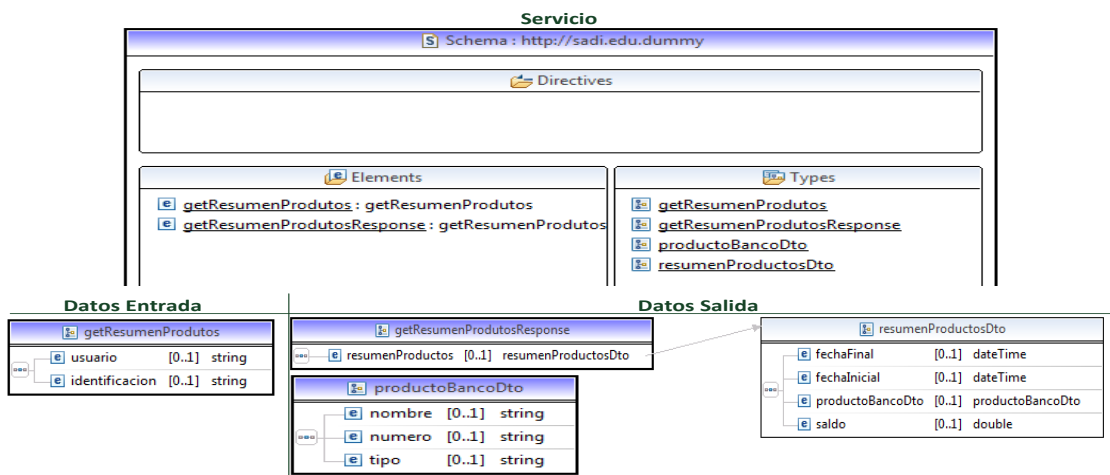 Servicio
Schema : http://sadi.edu.dummy
Directives
Elements
getResumenProdutos : getResumenProdutos
getResumenProdutosResponse : getResumenProdutos
Types
getResumenProdutos
getResumenProdutosResponse
productoBancoDto
resumenProductosDto
Datos Entrada
Datos Salida
getResumenProdutos
usuario [0..1] string
identificacion [0..1] string
getResumenProdutosResponse
resumenProductos [0..1] resumenProductosDto
productoBancoDto
nombre [0..1] string
numero [0..1] string
tipo [0..1] string
resumenProductosDto
fechaFinal [0..1] dateTime
fechaInicial [0..1] dateTime
productoBancoDto [0..1] productoBancoDto
saldo [0..1] double